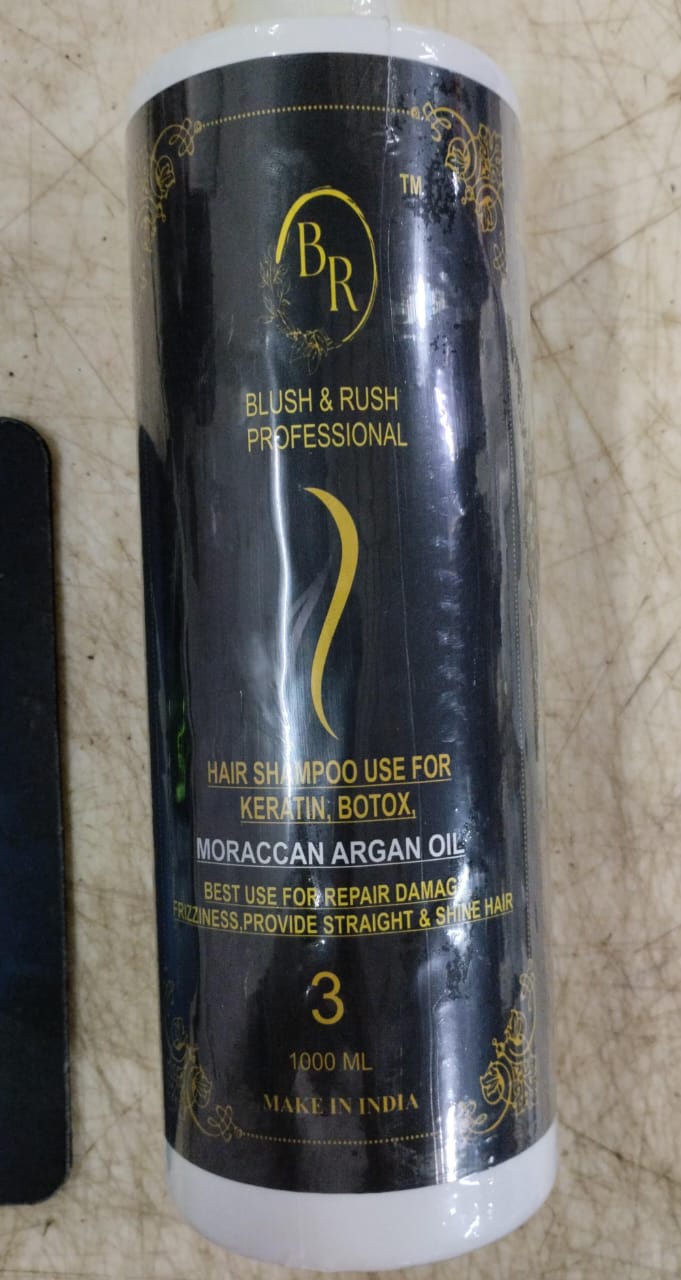 TM
BR
BLUSH & RUSH
PROFESSIONAL
HAIR SHAMPOO USE FOR
KERATIN, BOTOX,
MORACCAN ARGAN OIL
BEST USE FOR REPAIR DAMAG
FRIZZINESS,PROVIDE STRAIGHT & SHINE HAIR
3
1000 ML
MAKE IN INDIA